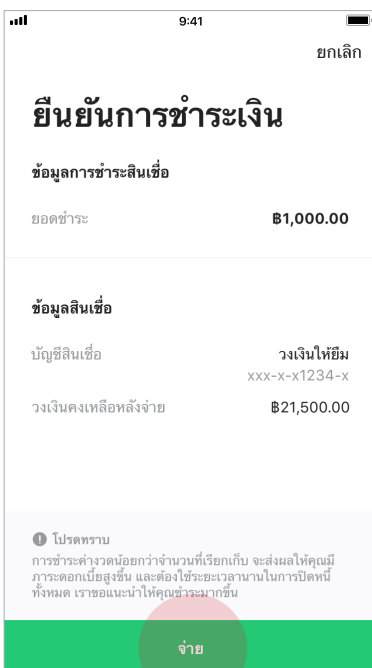 9:41
ยกเลิก
ยืนยันการชำระเงิน
ข้อมูลการชำระสินเชื่อ
ยอดชำระ ฿1,000.00
ข้อมูลสินเชื่อ
บัญชีสินเชื่อ วงเงินให้ยืม
xxx-x-x1234-x
วงเงินคงเหลือหลังจ่าย ฿21,500.00
โปรดทราบ
การชำระค่างวดน้อยกว่าจำนวนที่เรียกเก็บ จะส่งผลให้คุณมี
ภาระดอกเบี้ยสูงขึ้น และต้องใช้ระยะเวลานานในการปิดหนี้
ทั้งหมด เราขอแนะนำให้คุณชำระมากขึ้น
จ่าย